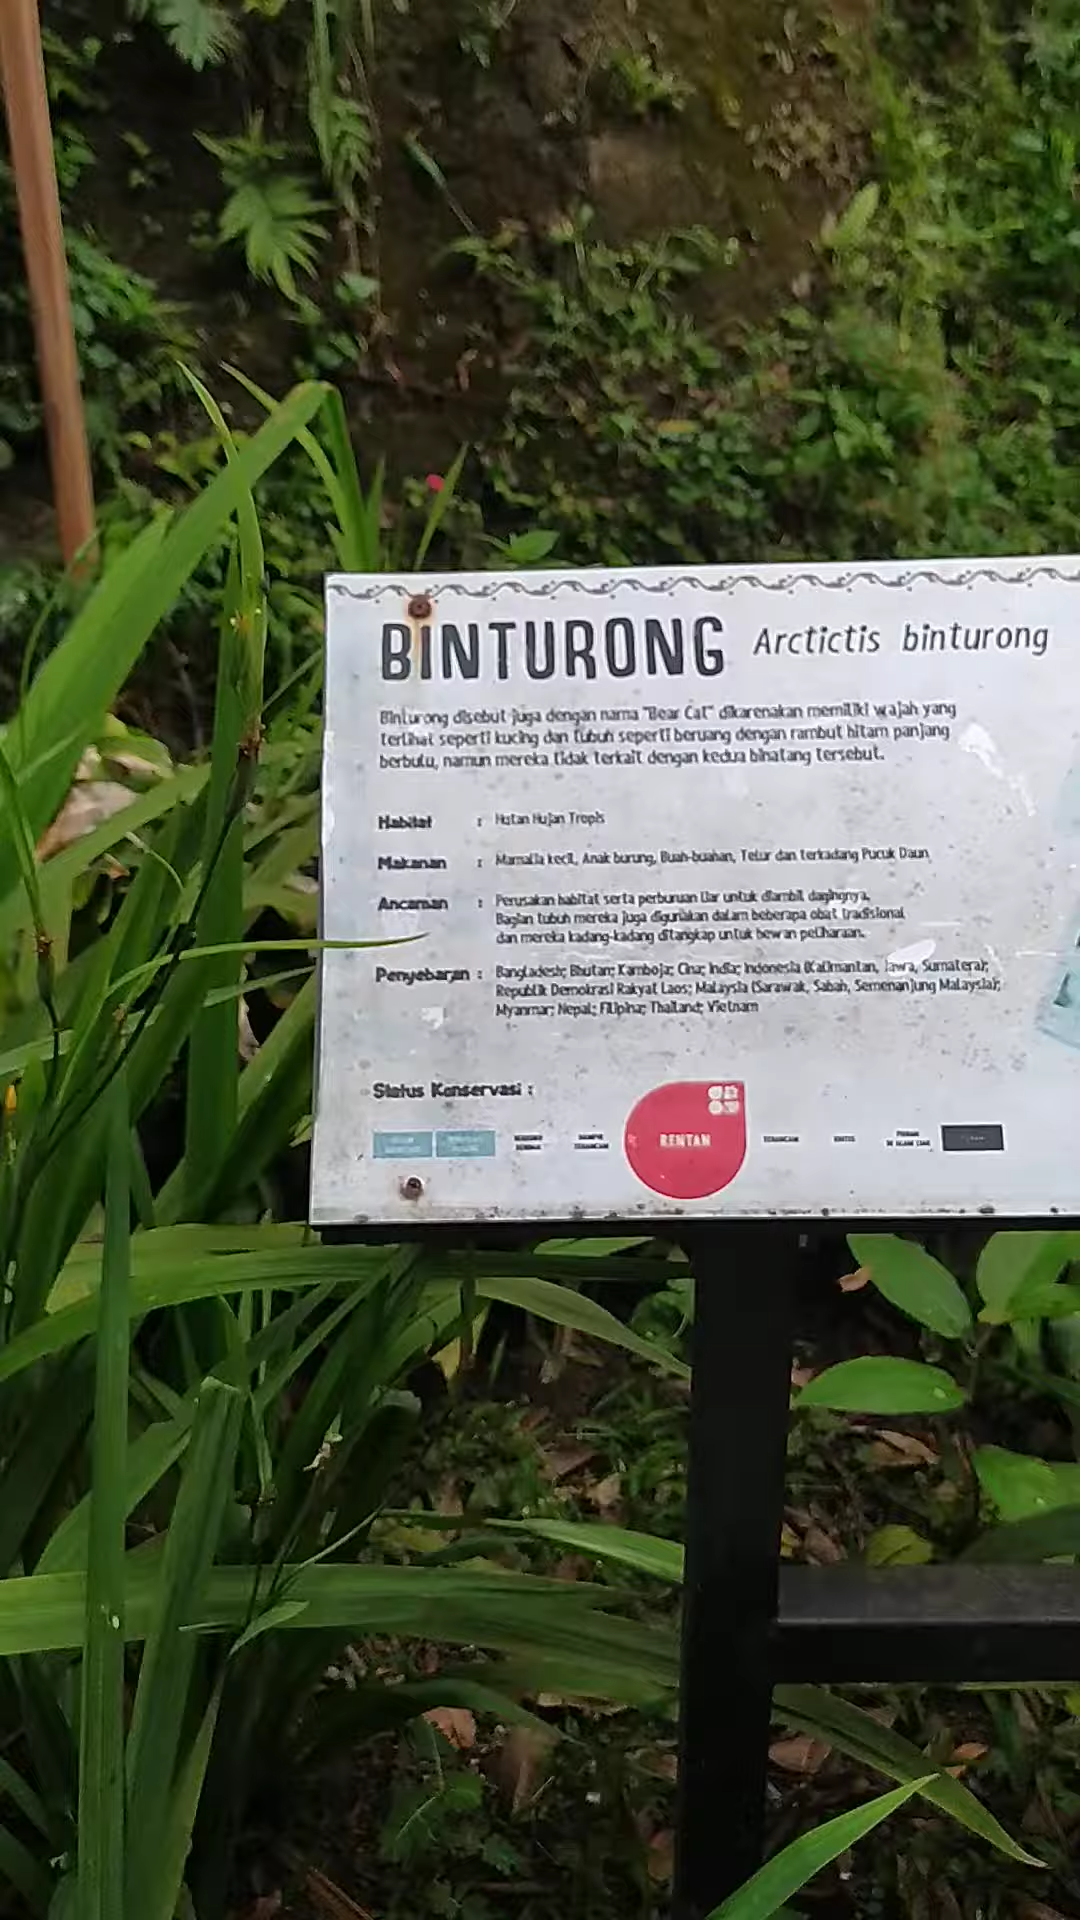 BINTURONG Arctictis binturong
Binturong disebut juga dengan nama "Bear Cat" dikarenakan memiliki wajah yang
terlihat seperti kucing dan tubuh seperti beruang dengan rambut hitam panjang
berbulu, namun mereka tidak terkait dengan kedua binatang tersebut.
Habitat : Hutan Hujan Tropis
Makanan : Mamalia kecil, Anak burung, Buah-buahan, Telur dan terkadang Pucuk Daun
Ancaman : Perusakan habitat serta perburuan liar untuk diambil dagingnya.
Bagian tubuh mereka juga digunakan dalam beberapa obat tradisional
dan mereka kadang-kadang ditangkap untuk hewan peliharaan.
Penyebaran : Bangladesh; Bhutan; Kamboja; Cina; India; Indonesia (Kalimantan, Jawa, Sumatera);
Republik Demokrasi Rakyat Laos; Malaysia (Sarawak, Sabah, Semenanjung Malaysia);
Myanmar; Nepal; Filipina; Thailand; Vietnam
Status Konservasi :
RENTAN TERANCAM KRITIS